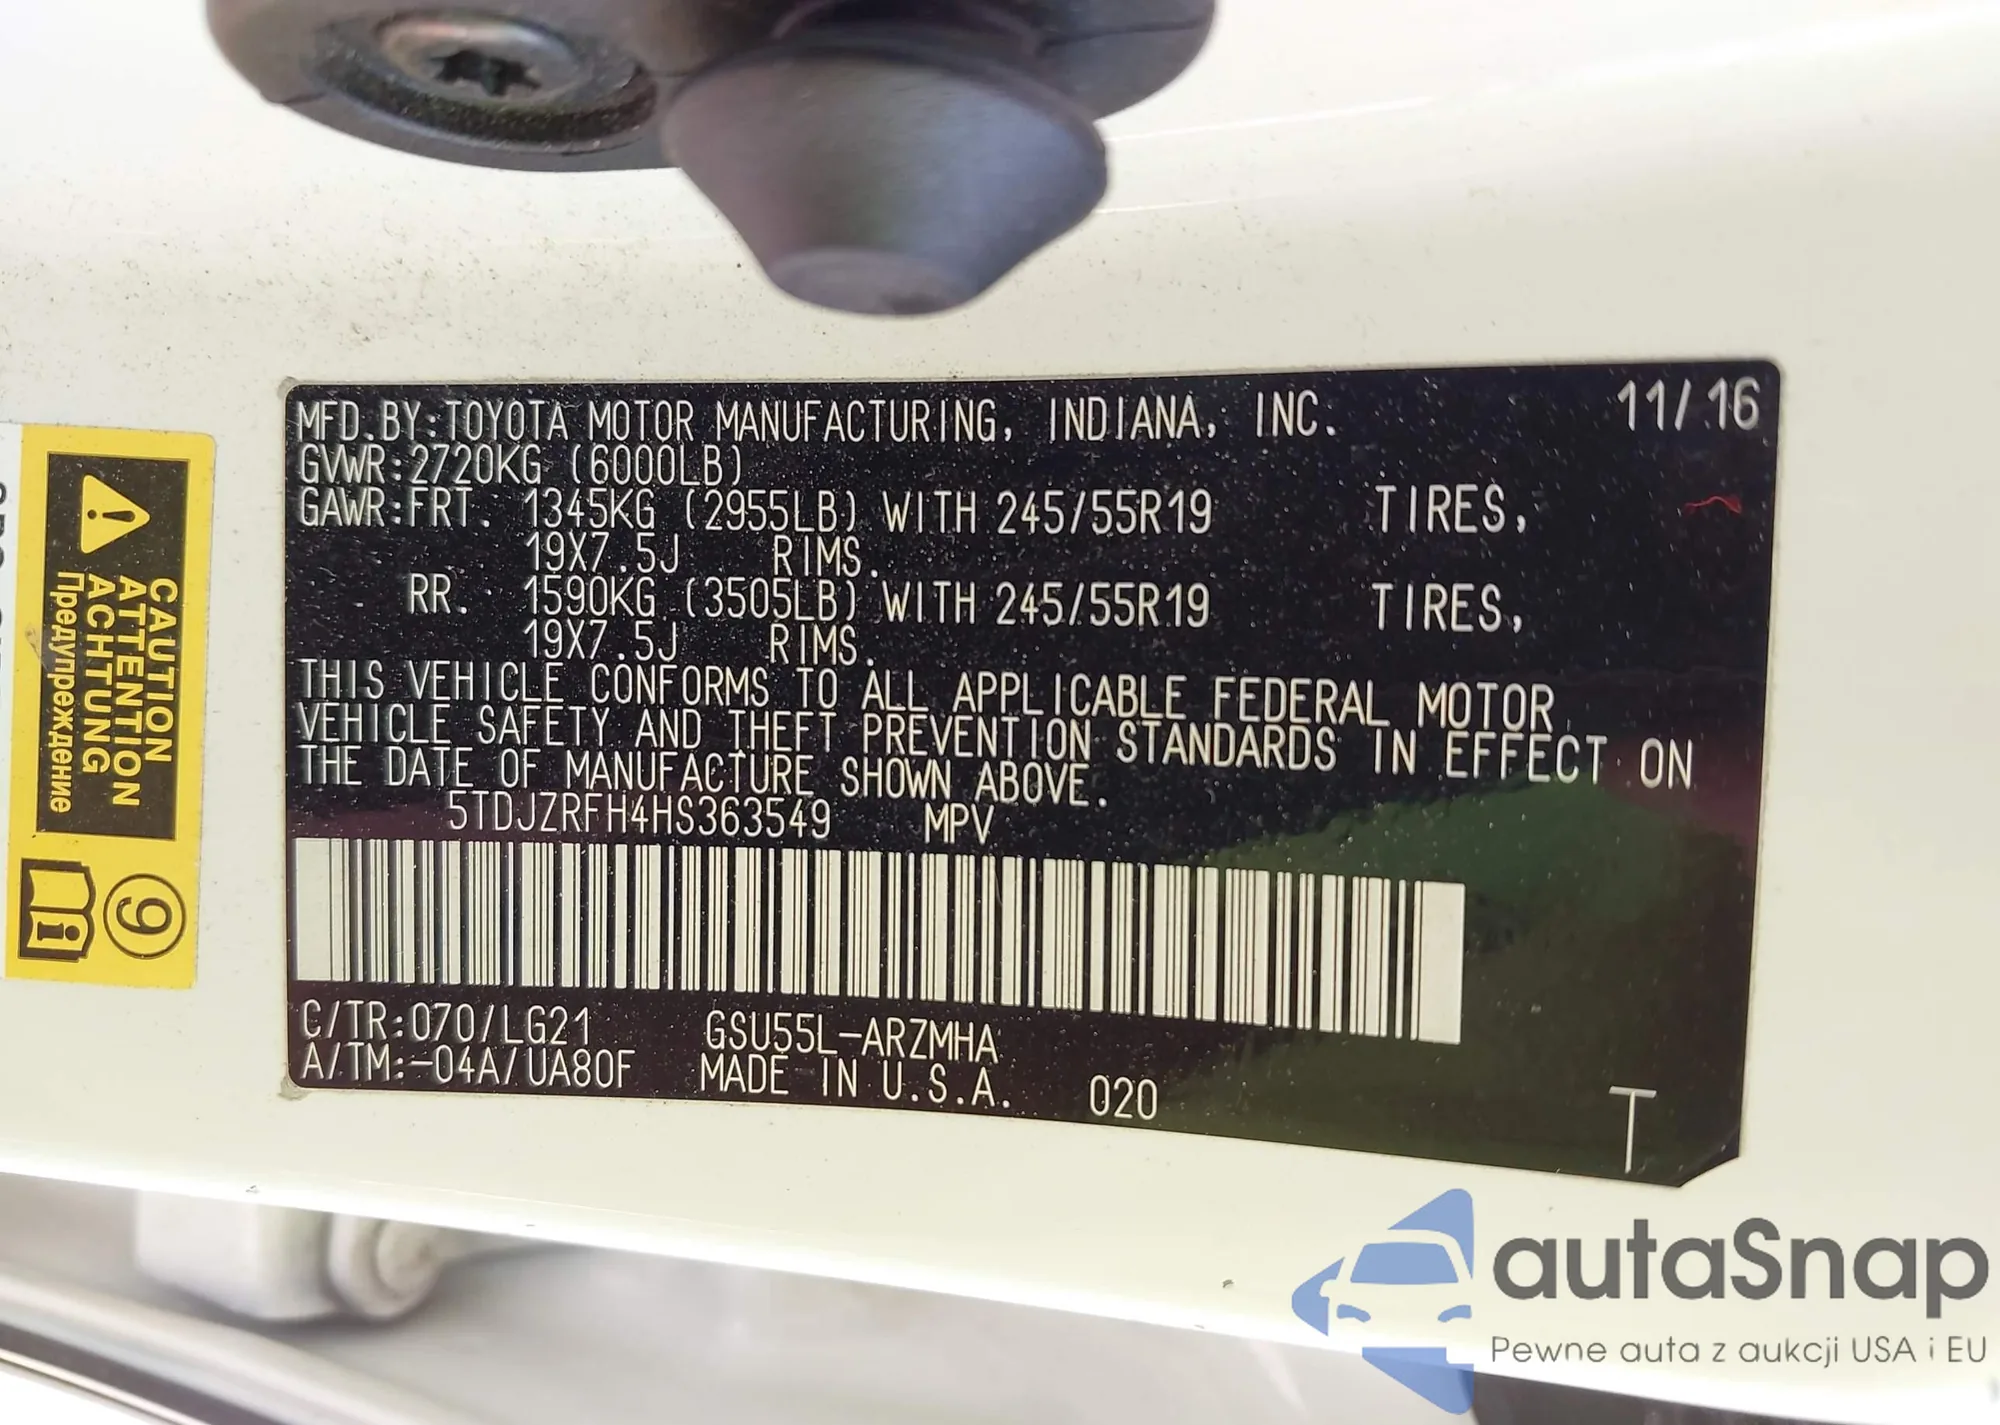 MFD.BY:TOYOTA MOTOR MANUFACTURING, INDIANA, INC. 11/16
GVWR:2720KG (6000LB)
GAWR:FRT. 1345KG (2955LB) WITH 245/55R19 TIRES,
19X7.5J RIMS.
RR. 1590KG (3505LB) WITH 245/55R19 TIRES,
19X7.5J RIMS.
THIS VEHICLE CONFORMS TO ALL APPLICABLE FEDERAL MOTOR
VEHICLE SAFETY AND THEFT PREVENTION STANDARDS IN EFFECT ON
THE DATE OF MANUFACTURE SHOWN ABOVE.
5TDJZRFH4HS363549 MPV
C/TR:070/LG21 GSU55L-ARZMHA
A/TM:-04A/UA80F MADE IN U.S.A. 020
T
CAUTION
ATTENTION
ACHTUNG
Предупреждение
9
autaSnap
Pewne auta z aukcji USA i EU